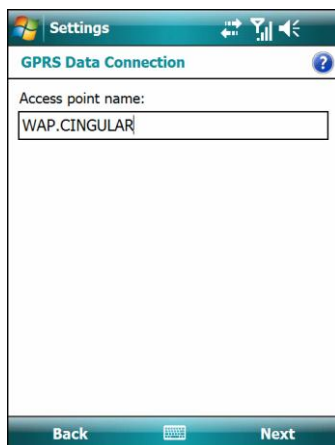 Settings
GPRS Data Connection ?
Access point name:
WAP.CINGULAR
Back Next